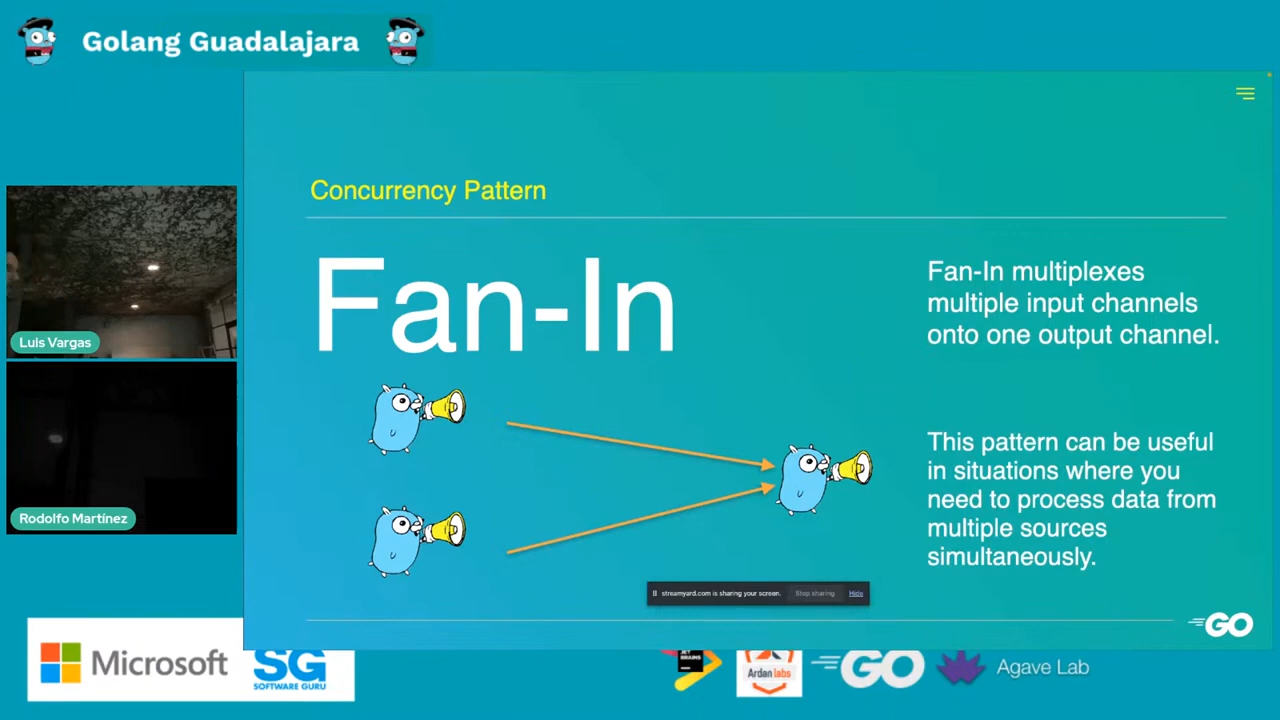 Golang Guadalajara
Concurrency Pattern
Fan-In
Fan-In multiplexes
multiple input channels
onto one output channel.
This pattern can be useful
in situations where you
need to process data from
multiple sources
simultaneously.
Luis Vargas
Rodolfo Martínez
streamyard.com is sharing your screen.
Stop sharing
Hide
GO
Microsoft
SG
SOFTWARE GURU
JET
BRAINS
Ardan labs
GO
Agave Lab